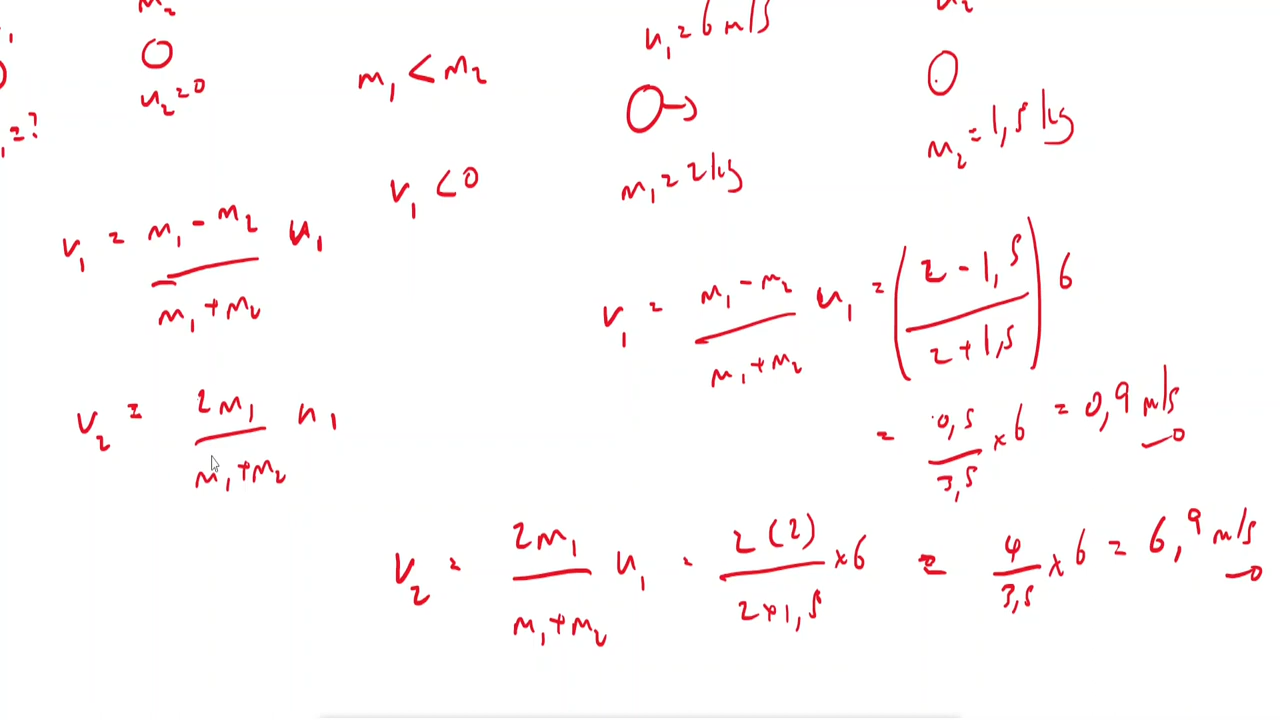 m₂
u₂=0
m₁ < m₂
v₁ < 0
v₁ = (m₁ - m₂)/(m₁ + m₂) u₁
v₂ = 2m₁/(m₁+m₂) u₁
u₁ = 6 m/s
m₁ = 2 kg
u₂
m₂ = 1,5 kg
v₁ = (m₁ - m₂)/(m₁+m₂) u₁ = ((2 - 1,5)/(2 + 1,5)) 6
= 0,5/3,5 × 6 = 0,9 m/s
v₂ = 2m₁/(m₁+m₂) u₁ = 2(2)/(2+1,5) ×6 = 4/3,5 × 6 = 6,9 m/s